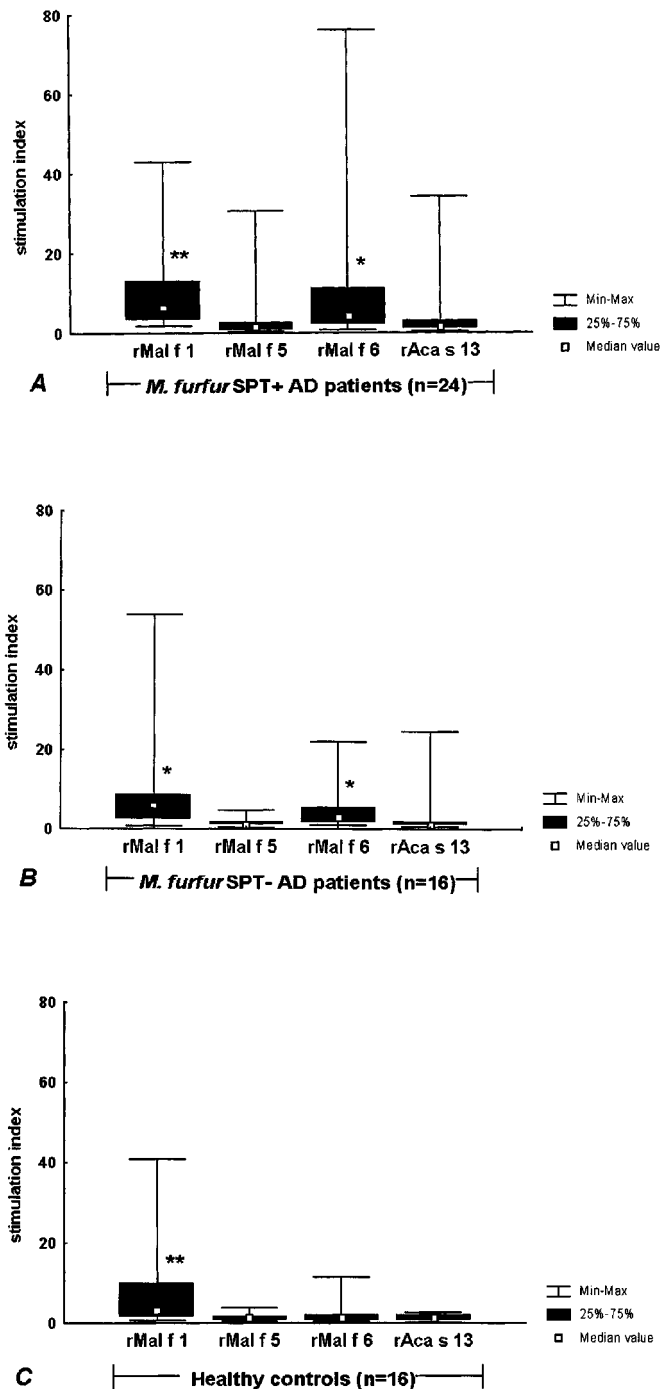 80
60
40
20
0
stimulation index
**
*
rMal f 1 rMal f 5 rMal f 6 rAca s 13
Min-Max
25%-75%
Median value
A M. furfur SPT+ AD patients (n=24)
80
60
40
20
0
stimulation index
*
*
rMal f 1 rMal f 5 rMal f 6 rAca s 13
Min-Max
25%-75%
Median value
B M. furfur SPT- AD patients (n=16)
80
60
40
20
0
stimulation index
**
rMal f 1 rMal f 5 rMal f 6 rAca s 13
Min-Max
25%-75%
Median value
C Healthy controls (n=16)